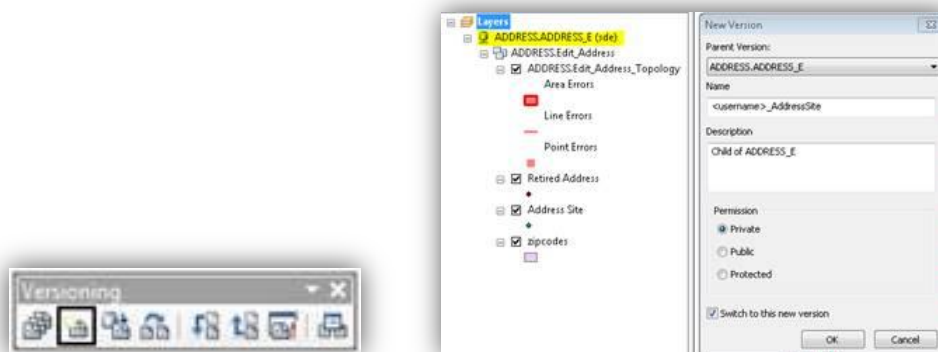 Layers
ADDRESS.ADDRESS_E (sde)
ADDRESS.Edit_Address
ADDRESS.Edit_Address_Topology
Area Errors
Line Errors
Point Errors
Retired Address
Address Site
zipcodes
New Version
Parent Version:
ADDRESS.ADDRESS_E
Name
<username>_AddressSite
Description
Child of ADDRESS_E
Permission
Private
Public
Protected
Switch to this new version
OK
Cancel
Versioning